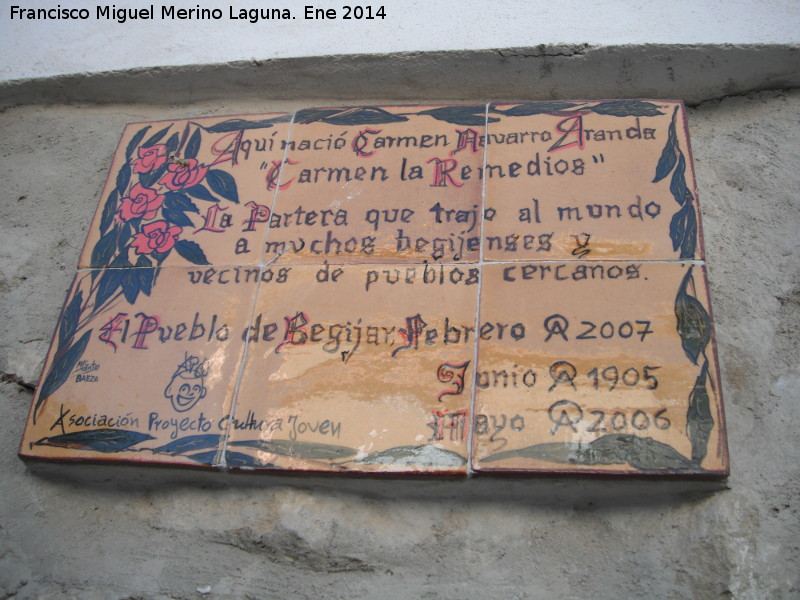 Francisco Miguel Merino Laguna. Ene 2014
Aqui nació Carmen Navarro Aranda
"Carmen la Remedios"
La Partera que trajo al mundo
a muchos begijenses y
vecinos de pueblos cercanos.
El Pueblo de Begijar, Febrero 2007
Junio 1905
Mayo 2006
BAEZA
Asociación Proyecto Cultura Joven